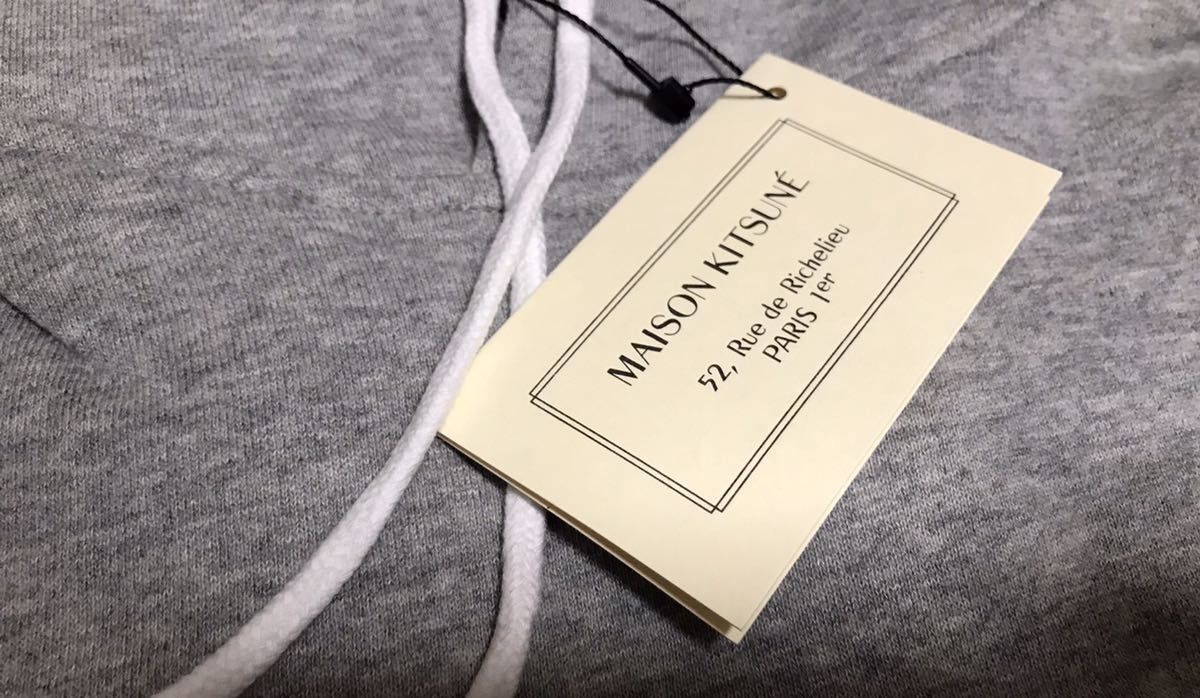 MAISON KITSUNÉ
52, Rue de Richelieu
PARIS 1er